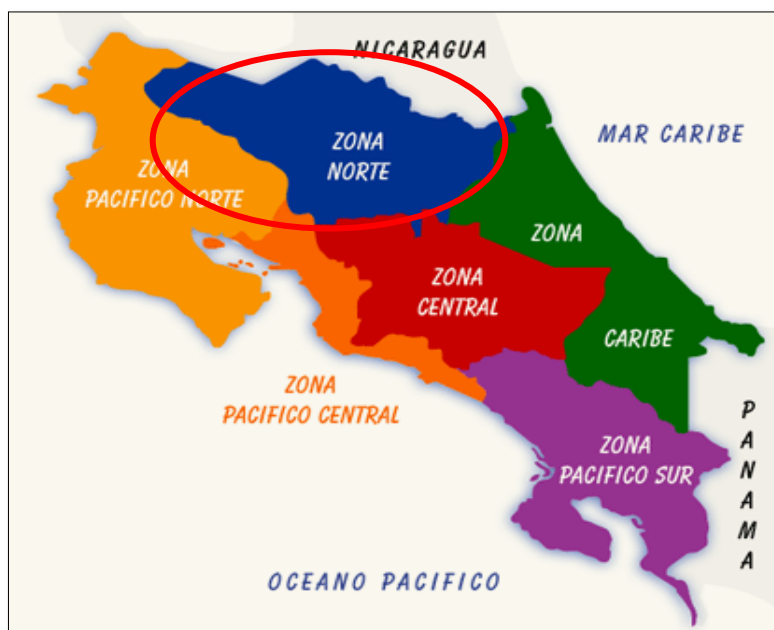 NICARAGUA
MAR CARIBE
ZONA
NORTE
ZONA
PACIFICO NORTE
ZONA
CARIBE
ZONA
CENTRAL
ZONA
PACIFICO CENTRAL
ZONA
PACIFICO SUR
PANAMA
OCEANO PACIFICO